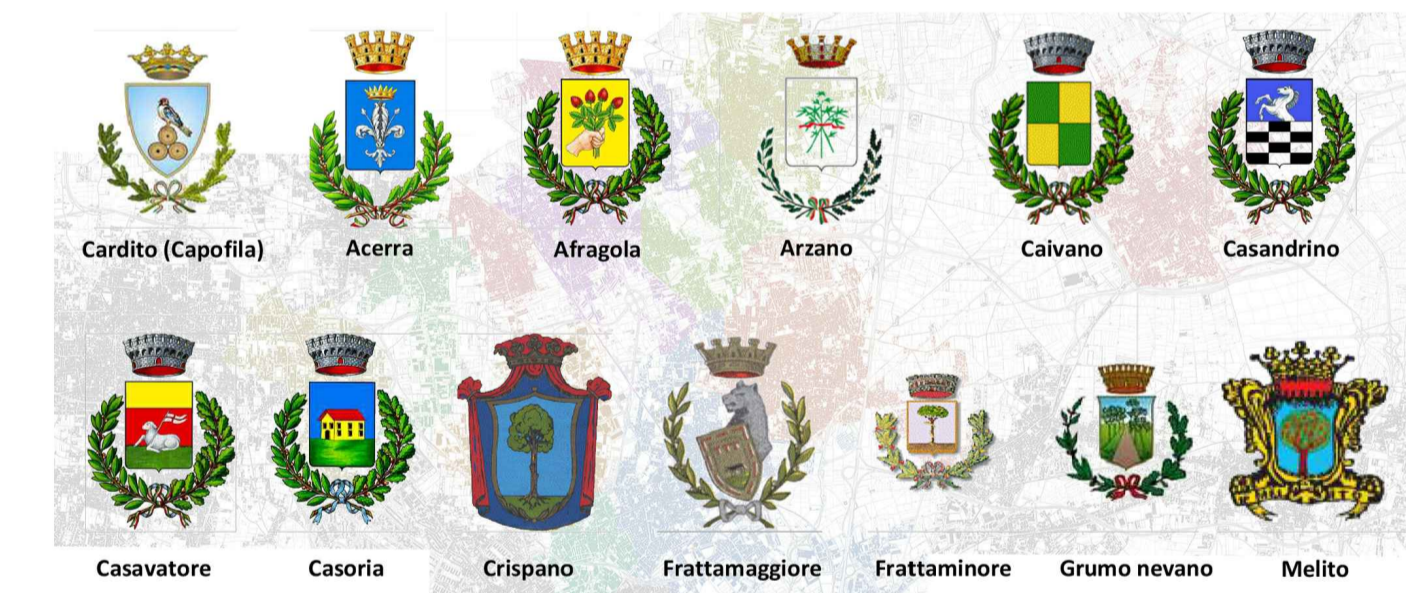 Cardito (Capofila) Acerra Afragola Arzano Caivano Casandrino
Casavatore Casoria Crispano Frattamaggiore Frattaminore Grumo nevano Melito